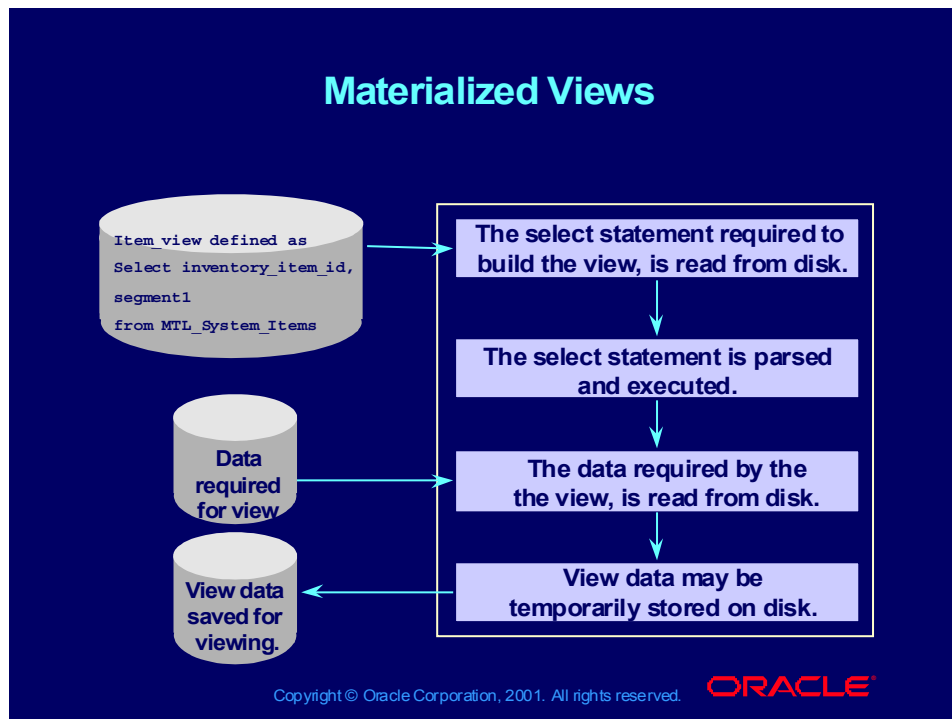 Materialized Views
Item_view defined as
Select inventory_item_id,
segment1
from MTL_System_Items
The select statement required to
build the view, is read from disk.
The select statement is parsed
and executed.
Data
required
for view
The data required by the
the view, is read from disk.
View data
saved for
viewing.
View data may be
temporarily stored on disk.
Copyright © Oracle Corporation, 2001. All rights reserved.
ORACLE®